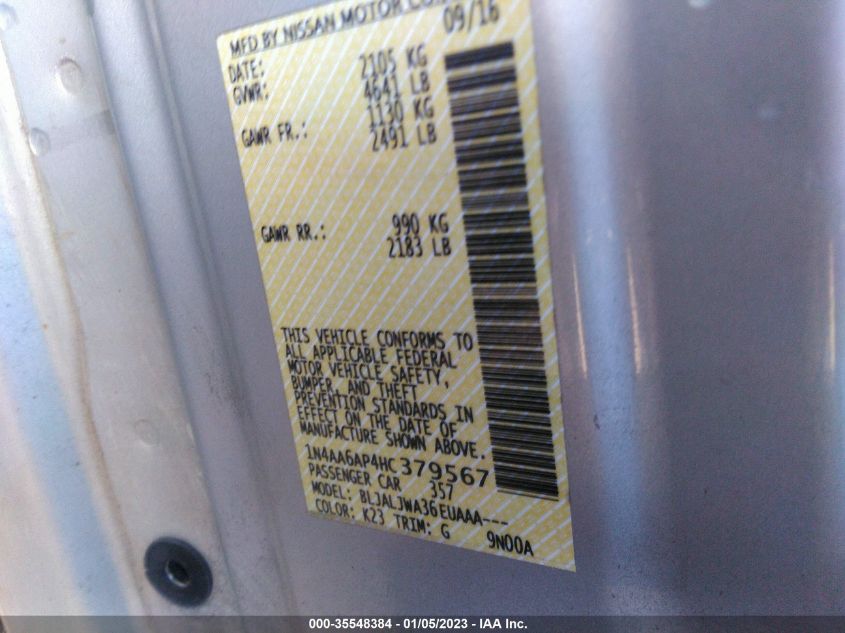 MFD BY NISSAN MOTOR CO.
DATE: 09/16
GVWR: 2105 KG
4641 LB
GAWR FR.: 1130 KG
2491 LB
GAWR RR.: 990 KG
2183 LB
THIS VEHICLE CONFORMS TO
ALL APPLICABLE FEDERAL
MOTOR VEHICLE SAFETY,
BUMPER, AND THEFT
PREVENTION STANDARDS IN
EFFECT ON THE DATE OF
MANUFACTURE SHOWN ABOVE.
1N4AA6AP4HC379567
PASSENGER CAR 357
MODEL: BLJALJWA36EUAAA---
COLOR: K23 TRIM: G 9N00A
000-35548384 - 01/05/2023 - IAA Inc.